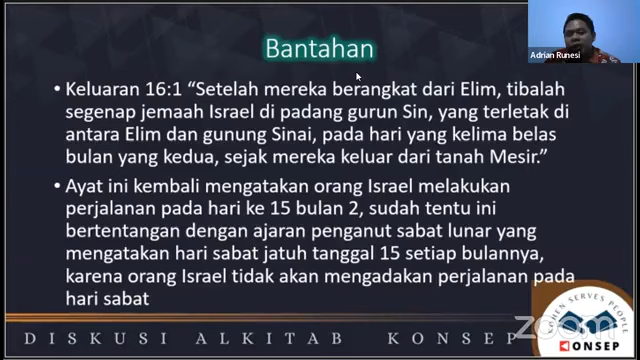 Bantahan
Adrian Runesi
• Keluaran 16:1 “Setelah mereka berangkat dari Elim, tibalah
segenap jemaah Israel di padang gurun Sin, yang terletak di
antara Elim dan gunung Sinai, pada hari yang kelima belas
bulan yang kedua, sejak mereka keluar dari tanah Mesir.”
• Ayat ini kembali mengatakan orang Israel melakukan
perjalanan pada hari ke 15 bulan 2, sudah tentu ini
bertentangan dengan ajaran penganut sabat lunar yang
mengatakan hari sabat jatuh tanggal 15 setiap bulannya,
karena orang Israel tidak akan mengadakan perjalanan pada
hari sabat
SERVES PEOPLE
zoom
KONSEP
DISKUSI ALKITAB KONSEP